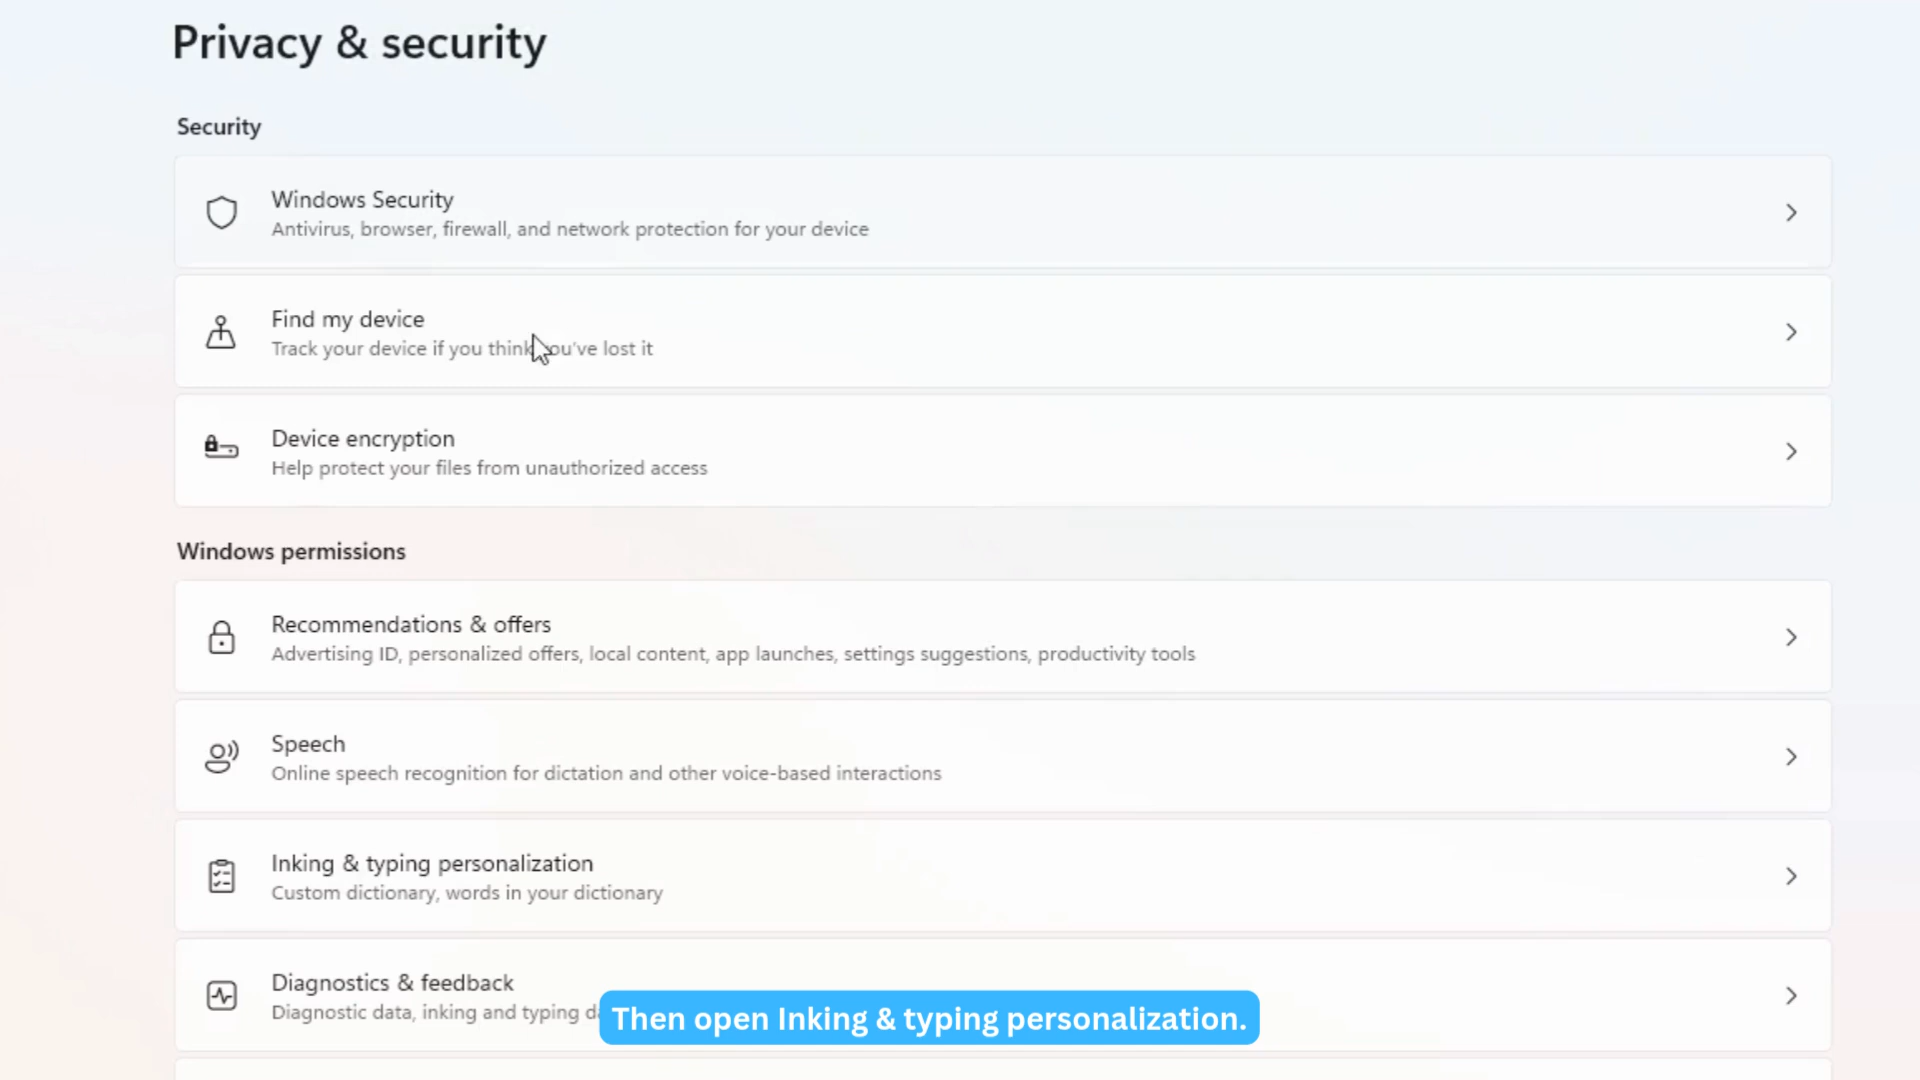 Privacy & security
Security
Windows Security
Antivirus, browser, firewall, and network protection for your device
Find my device
Track your device if you think you've lost it
Device encryption
Help protect your files from unauthorized access
Windows permissions
Recommendations & offers
Advertising ID, personalized offers, local content, app launches, settings suggestions, productivity tools
Speech
Online speech recognition for dictation and other voice-based interactions
Inking & typing personalization
Custom dictionary, words in your dictionary
Diagnostics & feedback
Diagnostic data, inking and typing
Then open Inking & typing personalization.